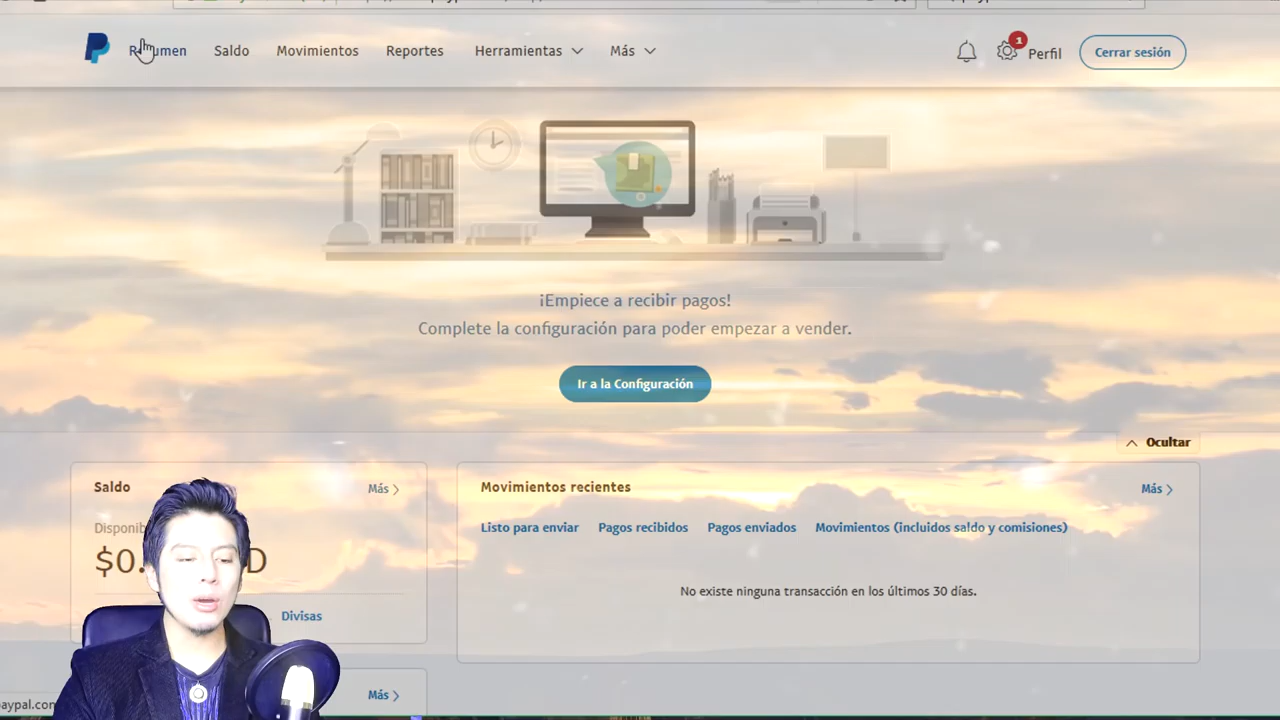 Resumen Saldo Movimientos Reportes Herramientas Más 1 Perfil Cerrar sesión
¡Empiece a recibir pagos!
Complete la configuración para poder empezar a vender.
Ir a la Configuración
Ocultar
Saldo Más
Movimientos recientes Más
Listo para enviar Pagos recibidos Pagos enviados Movimientos (incluidos saldo y comisiones)
$0.
No existe ninguna transacción en los últimos 30 días.
Divisas
Más